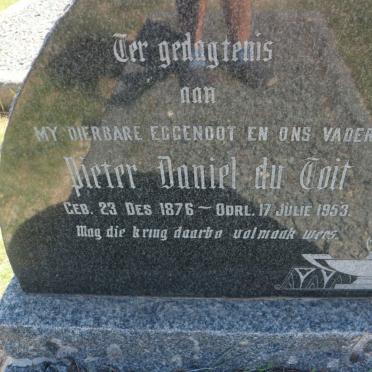 Ter gedagtenis
aan
MY DIERBARE EGGENOOT EN ONS VADER
Pieter Daniel du Toit
GEB. 23 DES 1876 ~ OORL. 17 JULIE 1953.
Mag die kring daarbo volmaak wees.